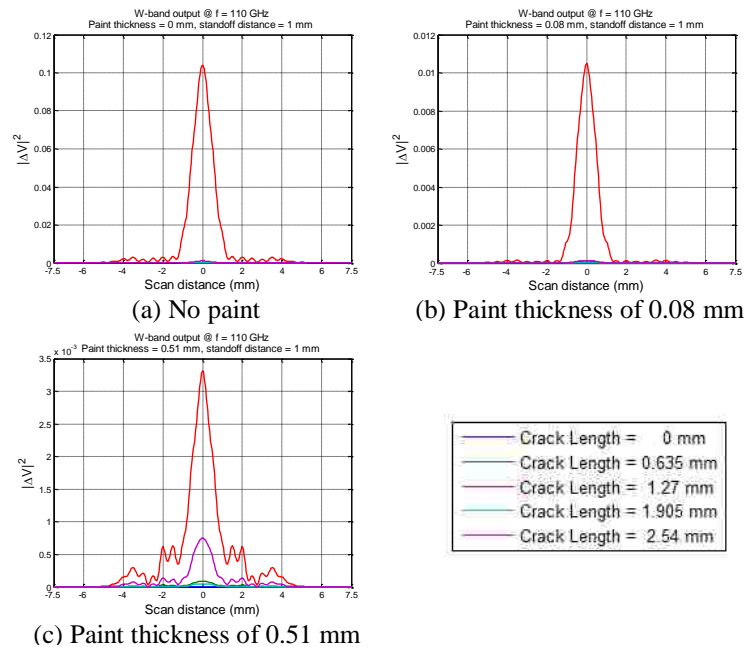 W-band output @ f = 110 GHz
Paint thickness = 0 mm, standoff distance = 1 mm
0.12
0.1
0.08
0.06
0.04
0.02
0
|ΔV|²
-7.5 -6 -4 -2 0 2 4 6 7.5
Scan distance (mm)
(a) No paint
W-band output @ f = 110 GHz
Paint thickness = 0.08 mm, standoff distance = 1 mm
0.012
0.01
0.008
0.006
0.004
0.002
0
|ΔV|²
-7.5 -6 -4 -2 0 2 4 6 7.5
Scan distance (mm)
(b) Paint thickness of 0.08 mm
W-band output @ f = 110 GHz
Paint thickness = 0.51 mm, standoff distance = 1 mm
x 10⁻³
3.5
3
2.5
2
1.5
1
0.5
0
|ΔV|²
-7.5 -6 -4 -2 0 2 4 6 7.5
Scan distance (mm)
(c) Paint thickness of 0.51 mm
Crack Length = 0 mm
Crack Length = 0.635 mm
Crack Length = 1.27 mm
Crack Length = 1.905 mm
Crack Length = 2.54 mm